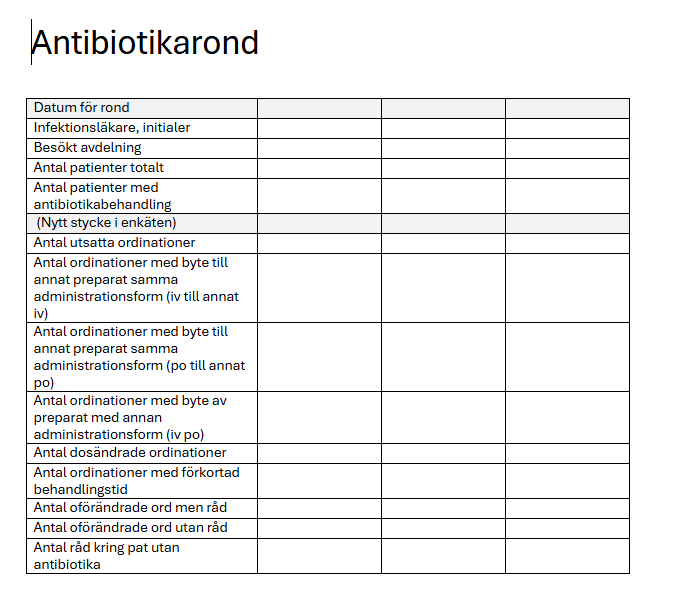 Antibiotikarond
Datum för rond
Infektionsläkare, initialer
Besökt avdelning
Antal patienter totalt
Antal patienter med
antibiotikabehandling
(Nytt stycke i enkäten)
Antal utsatta ordinationer
Antal ordinationer med byte till
annat preparat samma
administrationsform (iv till annat
iv)
Antal ordinationer med byte till
annat preparat samma
administrationsform (po till annat
po)
Antal ordinationer med byte av
preparat med annan
administrationsform (iv po)
Antal dosändrade ordinationer
Antal ordinationer med förkortad
behandlingstid
Antal oförändrade ord men råd
Antal oförändrade ord utan råd
Antal råd kring pat utan
antibiotika